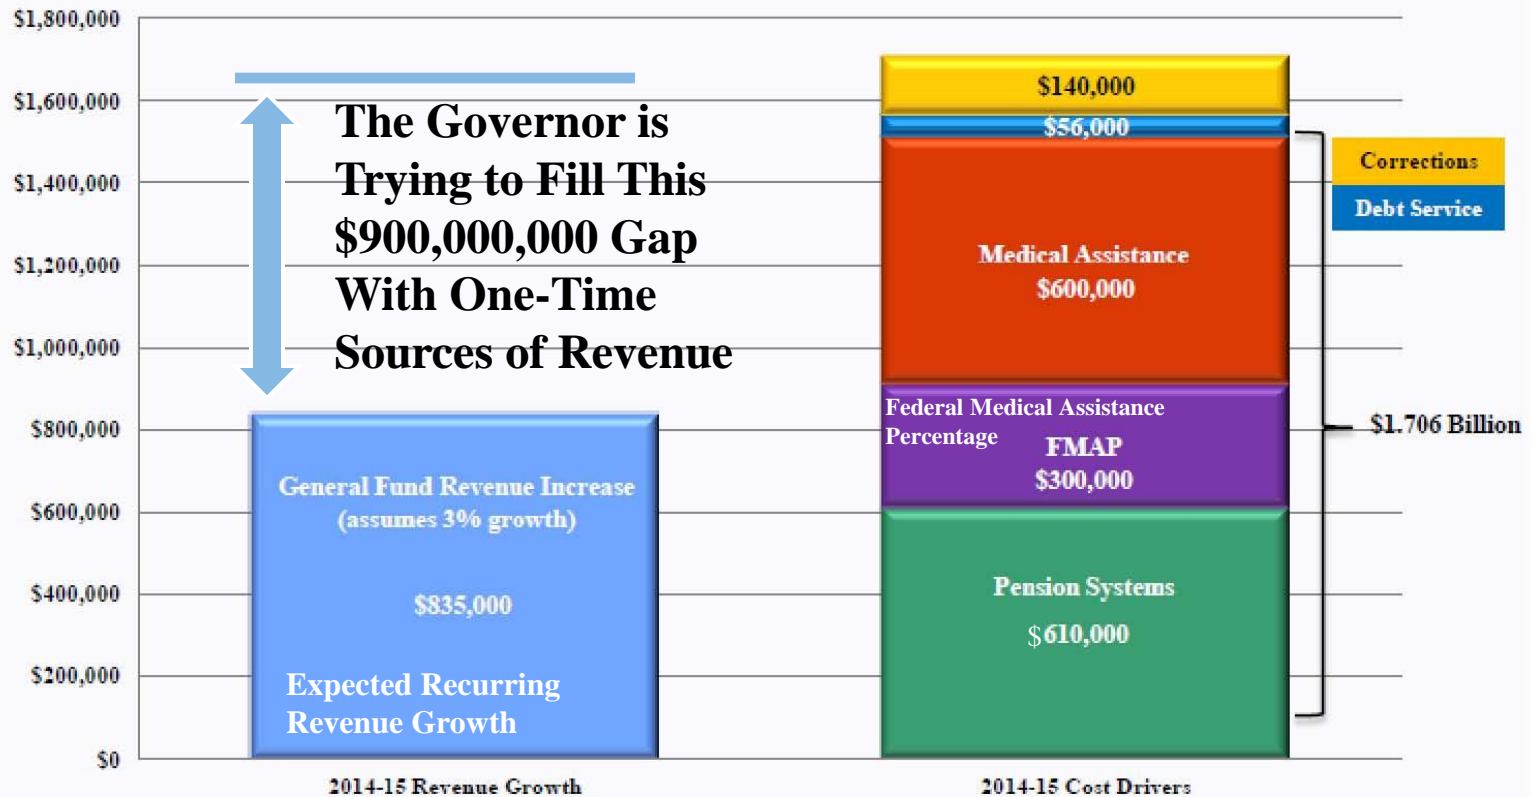 $1,800,000
$1,600,000
$1,400,000
$1,200,000
$1,000,000
$800,000
$600,000
$400,000
$200,000
$0
The Governor is
Trying to Fill This
$900,000,000 Gap
With One-Time
Sources of Revenue
General Fund Revenue Increase
(assumes 3% growth)
$835,000
Expected Recurring
Revenue Growth
2014-15 Revenue Growth
$140,000
$56,000
Medical Assistance
$600,000
Federal Medical Assistance
Percentage
FMAP
$300,000
Pension Systems
$610,000
2014-15 Cost Drivers
Corrections
Debt Service
$1.706 Billion